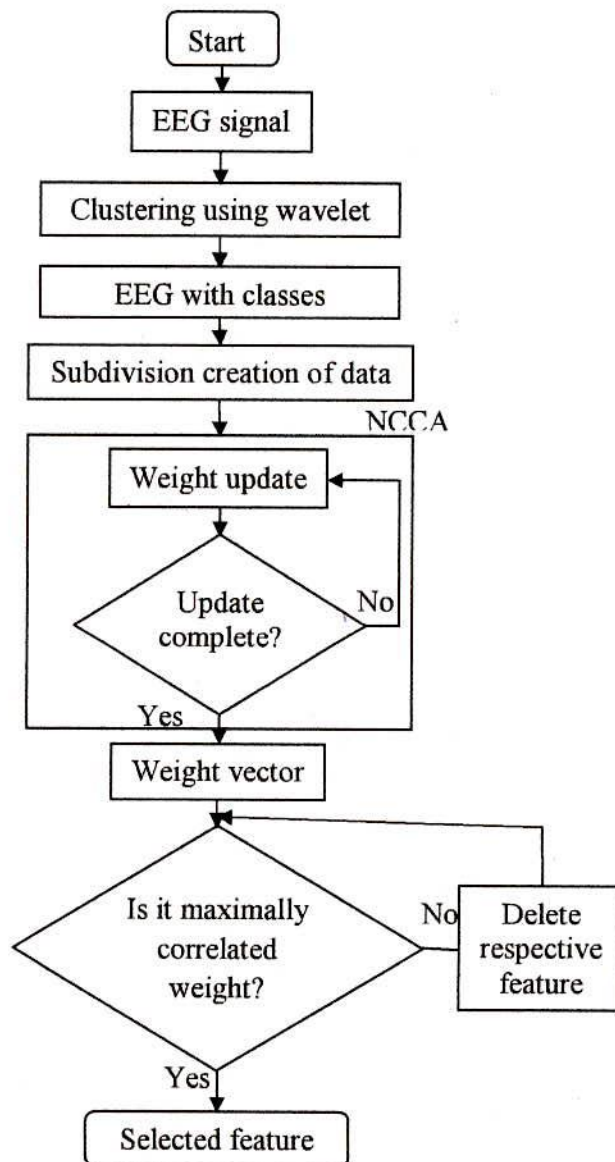 Start
EEG signal
Clustering using wavelet
EEG with classes
Subdivision creation of data
NCCA
Weight update
Update
complete?
No
Yes
Weight vector
Is it maximally
correlated
weight?
No
Delete
respective
feature
Yes
Selected feature